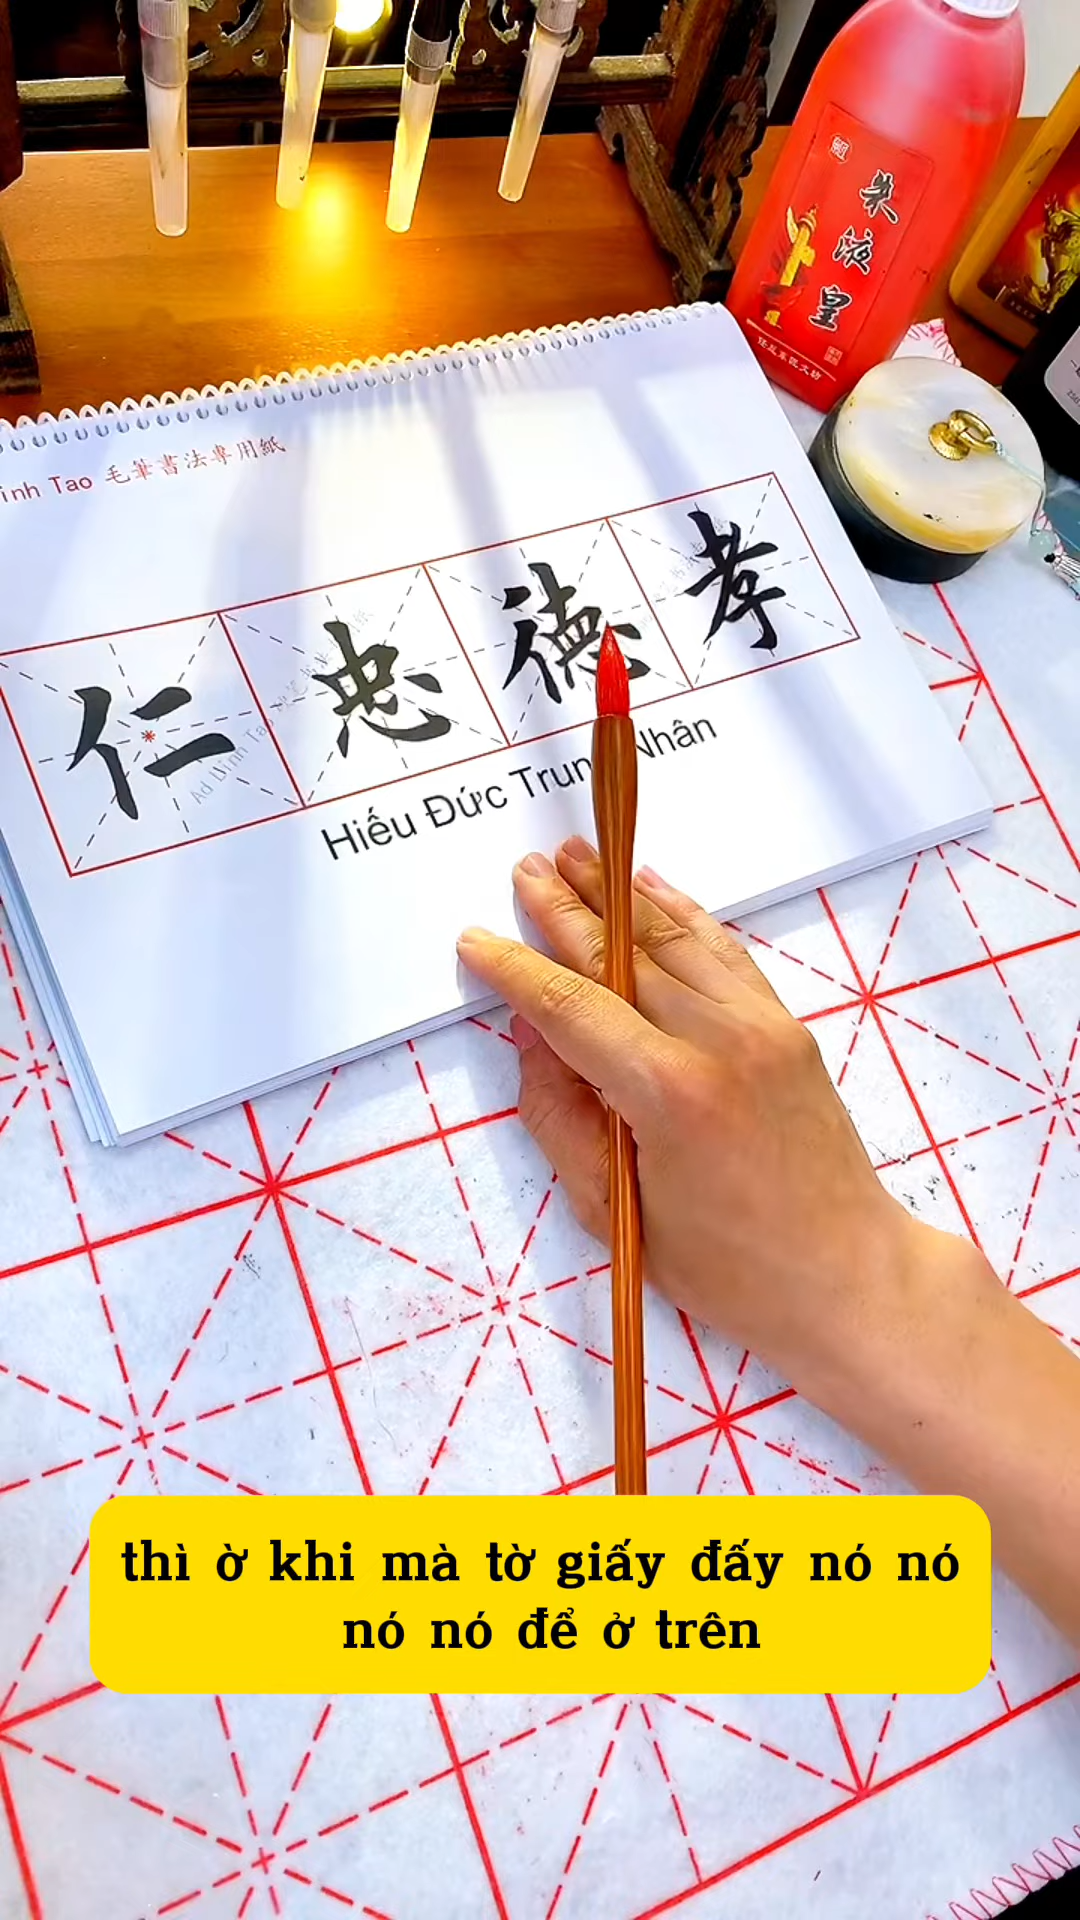 朱液皇
inh Tao 毛筆書法專用紙
仁忠德孝
Hiếu Đức Trung Nhân
thì ờ khi mà tờ giấy đấy nó nó
nó nó để ở trên